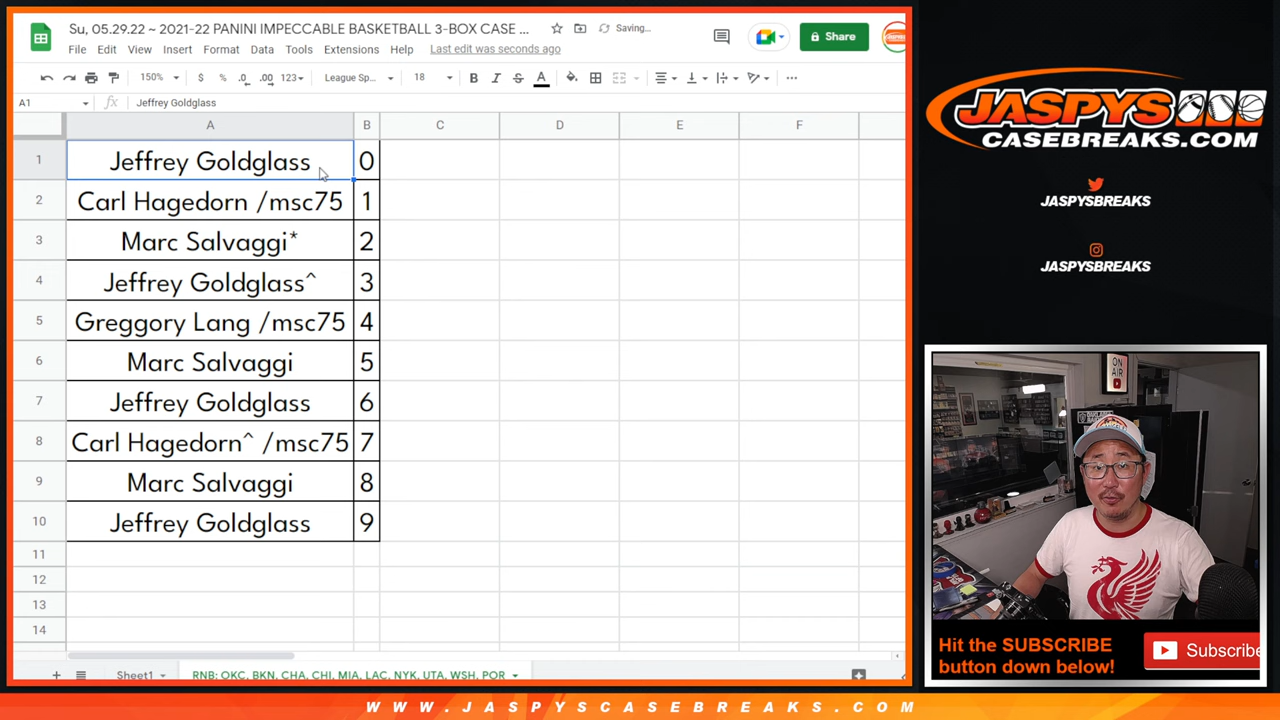 Su, 05.29.22 ~ 2021-22 PANINI IMPECCABLE BASKETBALL 3-BOX CASE ...
Saving...
Share
File Edit View Insert Format Data Tools Extensions Help Last edit was seconds ago
150% $ % .0 .00 123 League Sp... 18 B I S A
A1 fx Jeffrey Goldglass
A B C D E F
1 Jeffrey Goldglass 0
2 Carl Hagedorn /msc75 1
3 Marc Salvaggi* 2
4 Jeffrey Goldglass^ 3
5 Greggory Lang /msc75 4
6 Marc Salvaggi 5
7 Jeffrey Goldglass 6
8 Carl Hagedorn^ /msc75 7
9 Marc Salvaggi 8
10 Jeffrey Goldglass 9
11
12
13
14
Sheet1 RNB: OKC, BKN, CHA, CHI, MIA, LAC, NYK, UTA, WSH, POR
JASPYS
CASEBREAKS.COM
JASPYSBREAKS
JASPYSBREAKS
ON
AIR
Hit the SUBSCRIBE
button down below!
Subscribe
WWW.JASPYSCASEBREAKS.COM